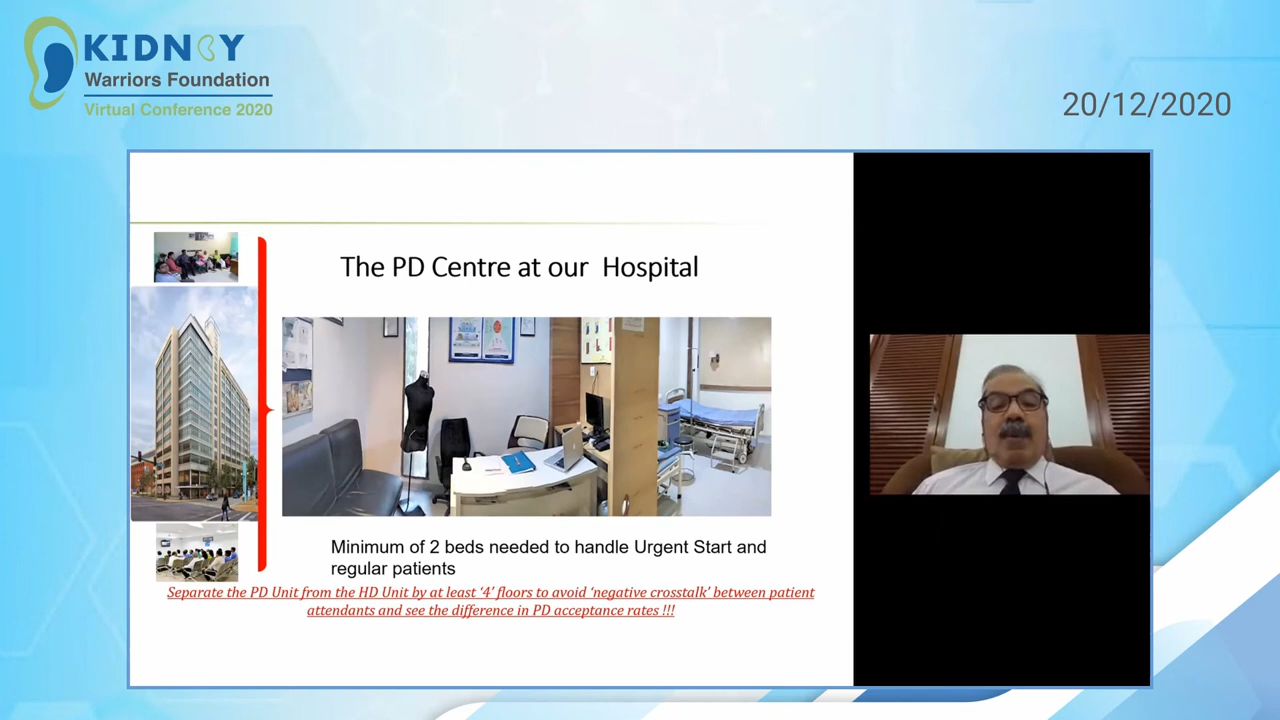 KIDNEY
Warriors Foundation
Virtual Conference 2020
20/12/2020
The PD Centre at our Hospital
Minimum of 2 beds needed to handle Urgent Start and
regular patients
Separate the PD Unit from the HD Unit by at least ‘4’ floors to avoid ‘negative crosstalk’ between patient
attendants and see the difference in PD acceptance rates !!!